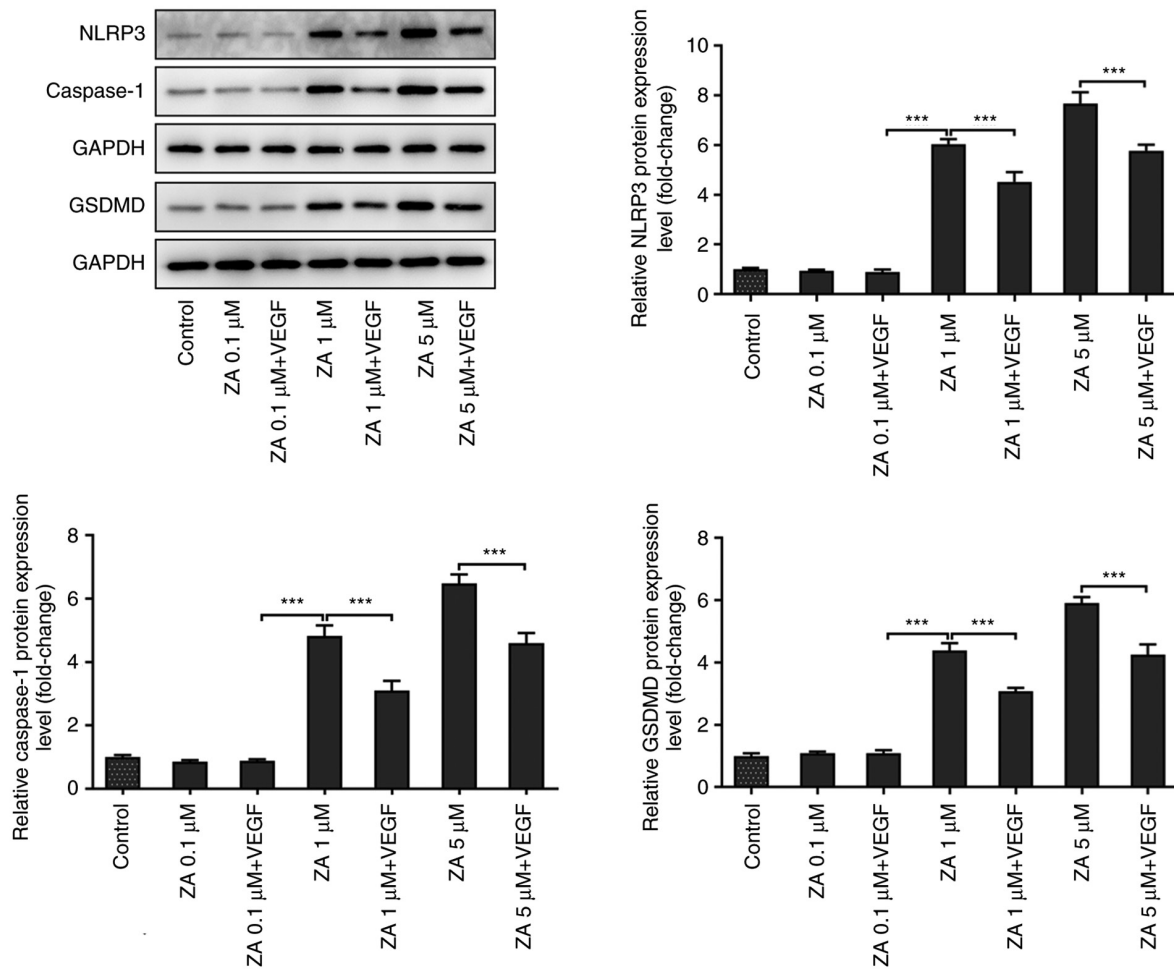 NLRP3
Caspase-1
GAPDH
GSDMD
GAPDH
Control
ZA 0.1 μM
ZA 0.1 μM+VEGF
ZA 1 μM
ZA 1 μM+VEGF
ZA 5 μM
ZA 5 μM+VEGF
Relative NLRP3 protein expression
level (fold-change)
10
8
6
4
2
0
***
***
***
Control
ZA 0.1 μM
ZA 0.1 μM+VEGF
ZA 1 μM
ZA 1 μM+VEGF
ZA 5 μM
ZA 5 μM+VEGF
Relative caspase-1 protein expression
level (fold-change)
8
6
4
2
0
***
***
***
Control
ZA 0.1 μM
ZA 0.1 μM+VEGF
ZA 1 μM
ZA 1 μM+VEGF
ZA 5 μM
ZA 5 μM+VEGF
Relative GSDMD protein expression
level (fold-change)
8
6
4
2
0
***
***
***
Control
ZA 0.1 μM
ZA 0.1 μM+VEGF
ZA 1 μM
ZA 1 μM+VEGF
ZA 5 μM
ZA 5 μM+VEGF